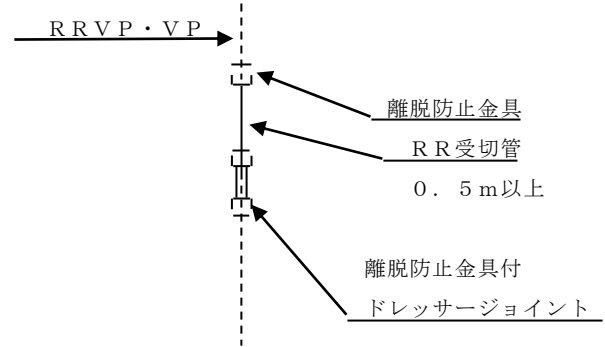 ＲＲＶＰ・ＶＰ
離脱防止金具
ＲＲ受切管
０．５ｍ以上
離脱防止金具付
ドレッサージョイント